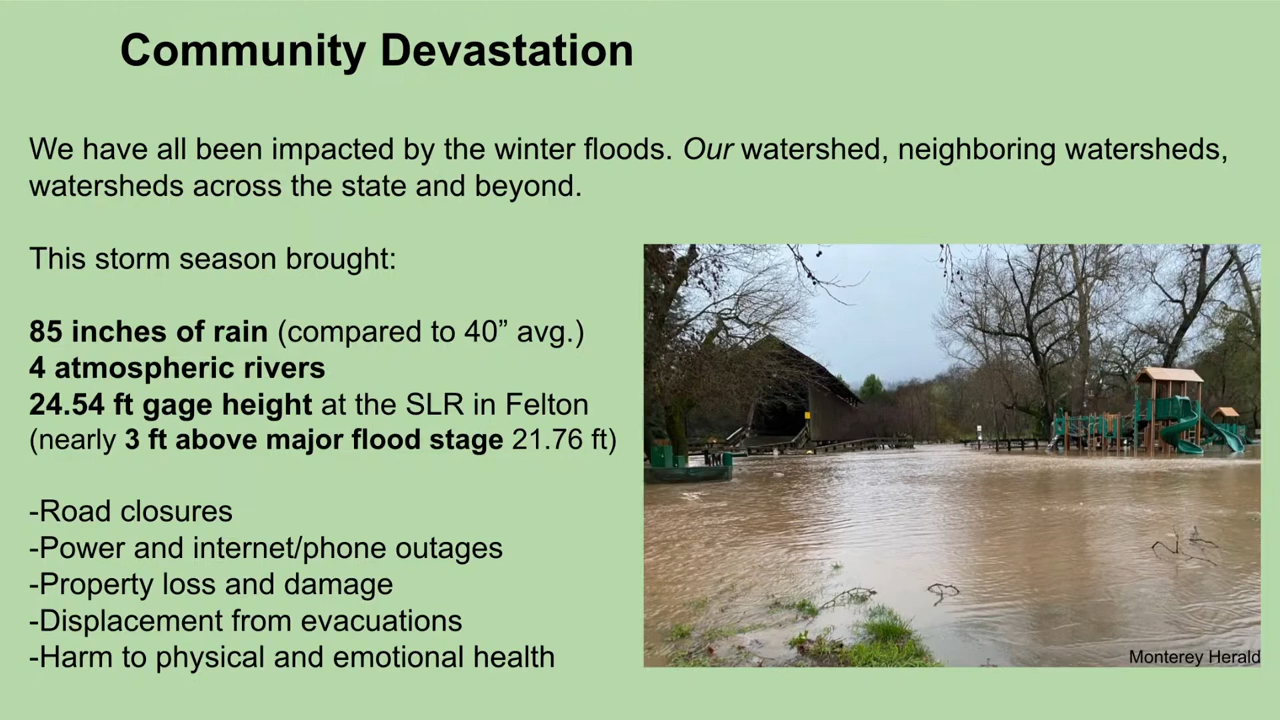 Community Devastation
We have all been impacted by the winter floods. Our watershed, neighboring watersheds,
watersheds across the state and beyond.
This storm season brought:
85 inches of rain (compared to 40” avg.)
4 atmospheric rivers
24.54 ft gage height at the SLR in Felton
(nearly 3 ft above major flood stage 21.76 ft)
-Road closures
-Power and internet/phone outages
-Property loss and damage
-Displacement from evacuations
-Harm to physical and emotional health
Monterey Herald